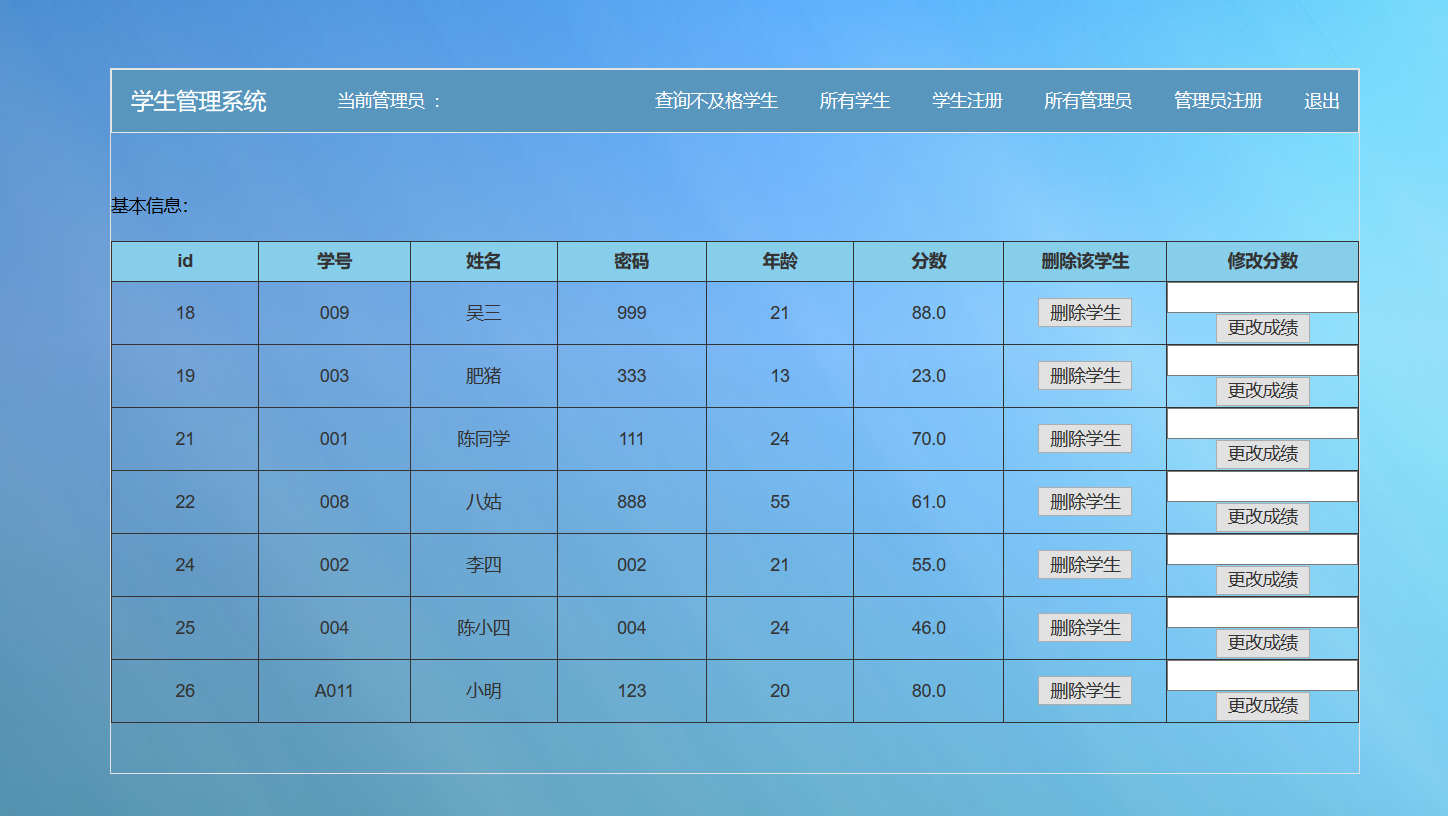 学生管理系统 当前管理员 ： 查询不及格学生 所有学生 学生注册 所有管理员 管理员注册 退出
基本信息：
id 学号 姓名 密码 年龄 分数 删除该学生 修改分数
18 009 吴三 999 21 88.0 删除学生 更改成绩
19 003 肥猪 333 13 23.0 删除学生 更改成绩
21 001 陈同学 111 24 70.0 删除学生 更改成绩
22 008 八姑 888 55 61.0 删除学生 更改成绩
24 002 李四 002 21 55.0 删除学生 更改成绩
25 004 陈小四 004 24 46.0 删除学生 更改成绩
26 A011 小明 123 20 80.0 删除学生 更改成绩